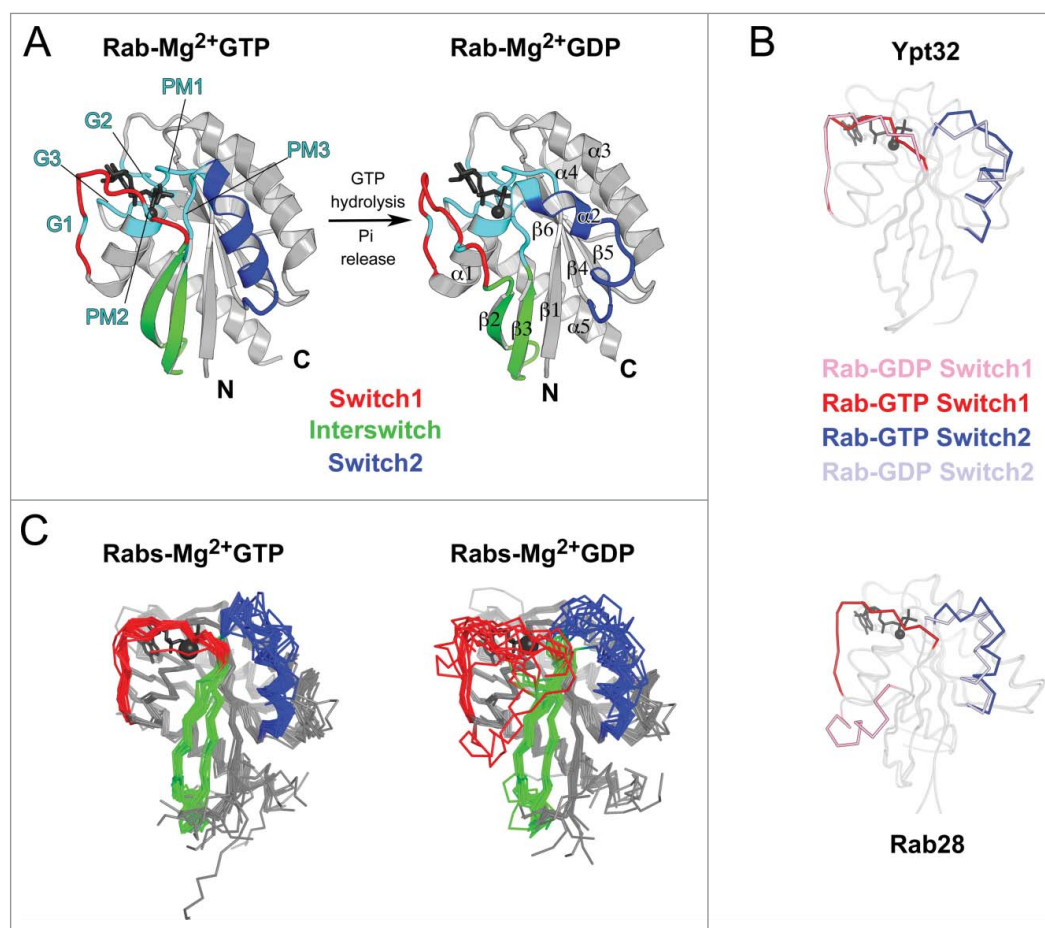 A
Rab-Mg2+GTP
Rab-Mg2+GDP
PM1
G2
G3
PM3
G1
PM2
N
C
GTP
hydrolysis
Pi
release
α3
α4
α2
β6
β5
β4
α1
β1
β2
β3
α5
N
C
Switch1
Interswitch
Switch2
B
Ypt32
Rab-GDP Switch1
Rab-GTP Switch1
Rab-GTP Switch2
Rab-GDP Switch2
Rab28
C
Rabs-Mg2+GTP
Rabs-Mg2+GDP